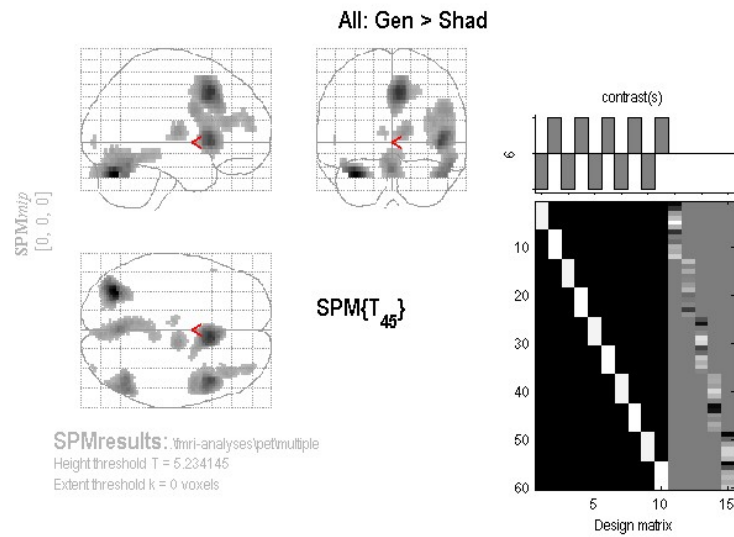 All: Gen > Shad
SPMmip
[0, 0, 0]
SPM{T45}
SPMresults: .\fmri-analyses\pet\multiple
Height threshold T = 5.234145
Extent threshold k = 0 voxels
contrast(s)
9
10
20
30
40
50
60
5
10
15
Design matrix